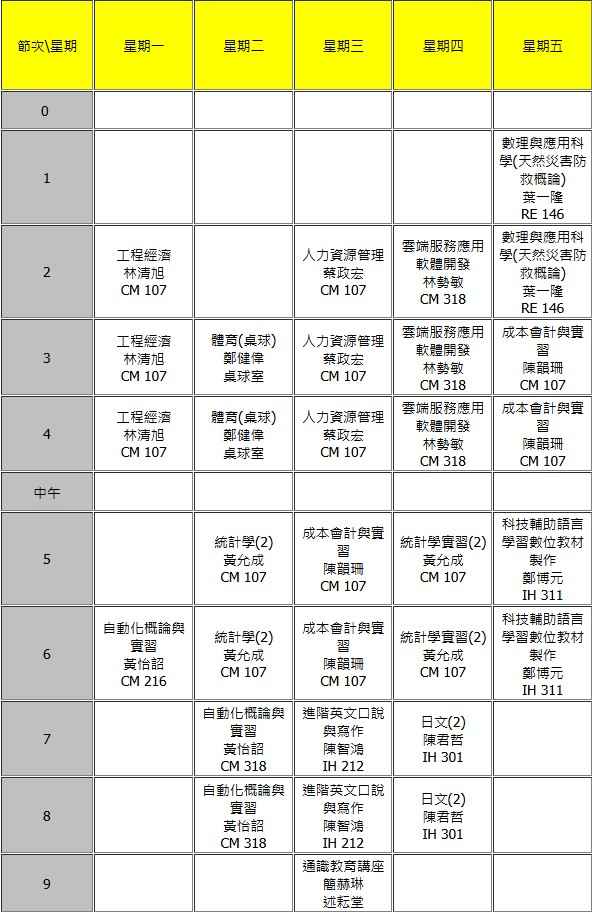 節次\星期
星期一
星期二
星期三
星期四
星期五
0
1
數理與應用科
學(天然災害防
救概論)
葉一隆
RE 146
2
工程經濟
林清旭
CM 107
人力資源管理
蔡政宏
CM 107
雲端服務應用
軟體開發
林勢敏
CM 318
數理與應用科
學(天然災害防
救概論)
葉一隆
RE 146
3
工程經濟
林清旭
CM 107
體育(桌球)
鄭健偉
桌球室
人力資源管理
蔡政宏
CM 107
雲端服務應用
軟體開發
林勢敏
CM 318
成本會計與實
習
陳韻珊
CM 107
4
工程經濟
林清旭
CM 107
體育(桌球)
鄭健偉
桌球室
人力資源管理
蔡政宏
CM 107
雲端服務應用
軟體開發
林勢敏
CM 318
成本會計與實
習
陳韻珊
CM 107
中午
5
統計學(2)
黃允成
CM 107
成本會計與實
習
陳韻珊
CM 107
統計學實習(2)
黃允成
CM 107
科技輔助語言
學習數位教材
製作
鄭博元
IH 311
6
自動化概論與
實習
黃怡詔
CM 216
統計學(2)
黃允成
CM 107
成本會計與實
習
陳韻珊
CM 107
統計學實習(2)
黃允成
CM 107
科技輔助語言
學習數位教材
製作
鄭博元
IH 311
7
自動化概論與
實習
黃怡詔
CM 318
進階英文口說
與寫作
陳智鴻
IH 212
日文(2)
陳君哲
IH 301
8
自動化概論與
實習
黃怡詔
CM 318
進階英文口說
與寫作
陳智鴻
IH 212
日文(2)
陳君哲
IH 301
9
通識教育講座
簡赫琳
述耘堂